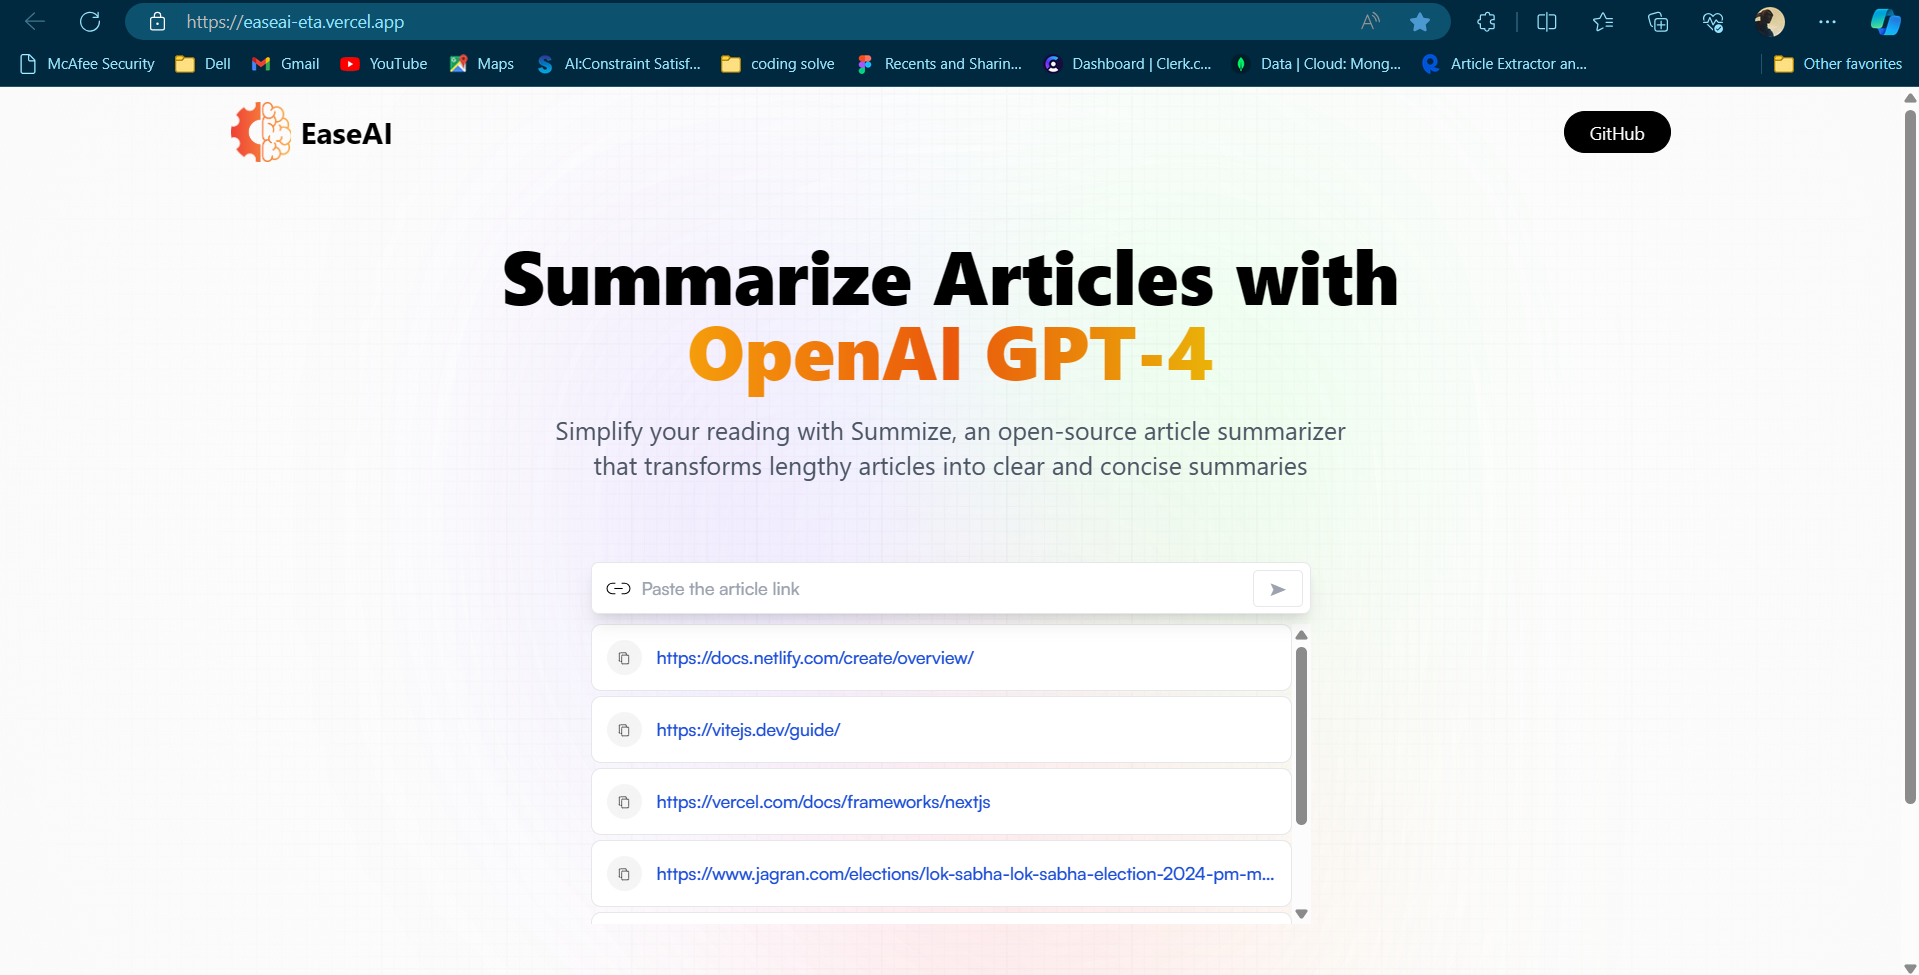 https://easeai-eta.vercel.app
McAfee Security Dell Gmail YouTube Maps AI:Constraint Satisf... coding solve Recents and Sharin... Dashboard | Clerk.c... Data | Cloud: Mong... Article Extractor an... Other favorites
EaseAI
GitHub
Summarize Articles with
OpenAI GPT-4
Simplify your reading with Summize, an open-source article summarizer
that transforms lengthy articles into clear and concise summaries
Paste the article link
https://docs.netlify.com/create/overview/
https://vitejs.dev/guide/
https://vercel.com/docs/frameworks/nextjs
https://www.jagran.com/elections/lok-sabha-lok-sabha-election-2024-pm-m...